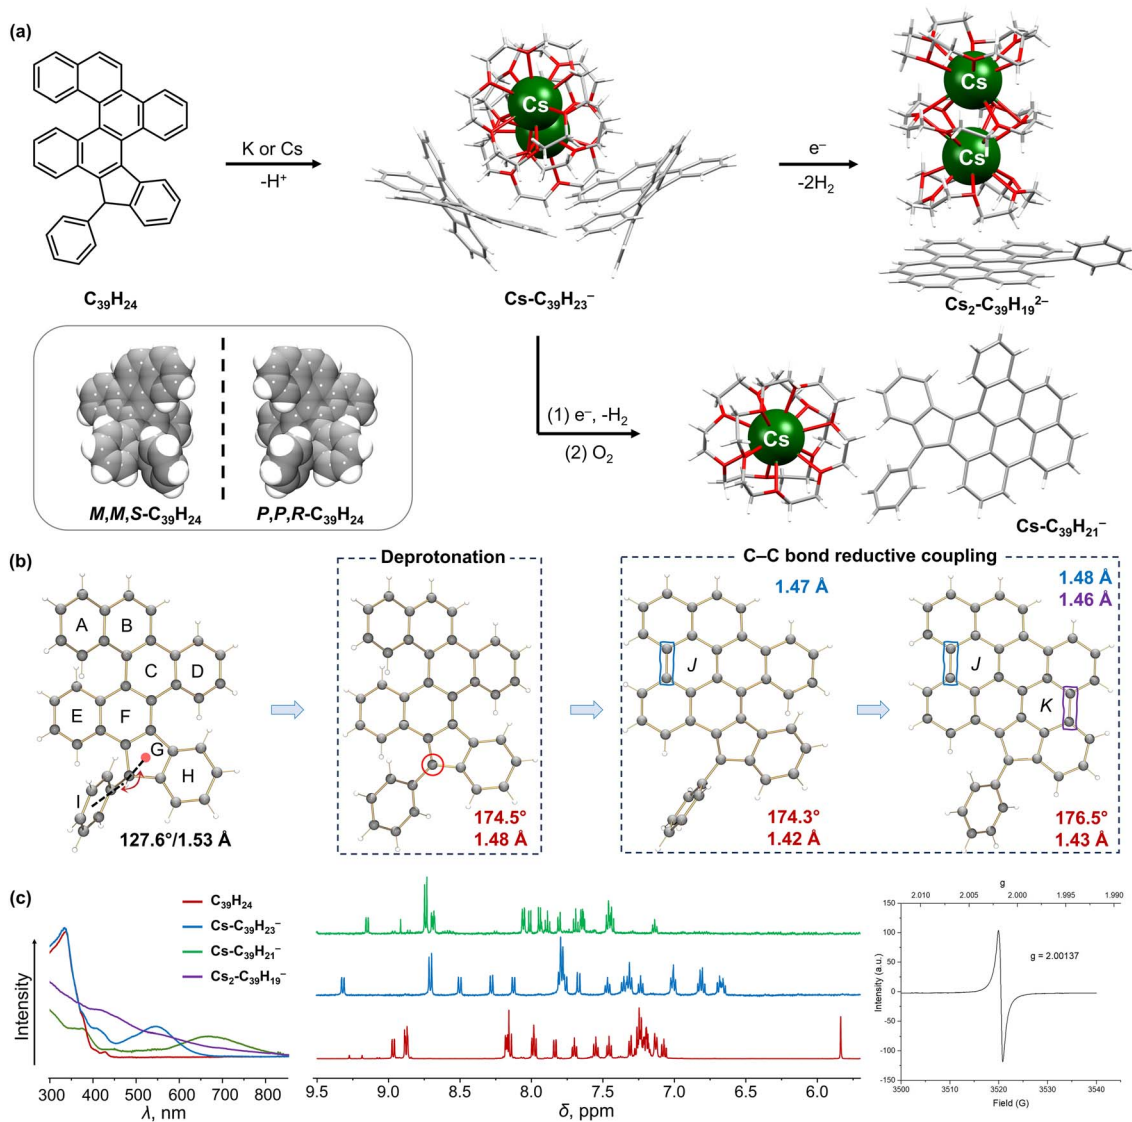 (a)
K or Cs
-H⁺
Cs
e⁻
-2H₂
Cs
Cs
C₃₉H₂₄
Cs-C₃₉H₂₃⁻
Cs₂-C₃₉H₁₉²⁻
M,M,S-C₃₉H₂₄
P,P,R-C₃₉H₂₄
(1) e⁻, -H₂
(2) O₂
Cs
Cs-C₃₉H₂₁⁻
(b)
Deprotonation
C–C bond reductive coupling
A
B
C
D
E
F
G
H
I
127.6°/1.53 Å
174.5°
1.48 Å
1.47 Å
J
174.3°
1.42 Å
1.48 Å
1.46 Å
J
K
176.5°
1.43 Å
(c)
Intensity
C₃₉H₂₄
Cs-C₃₉H₂₃⁻
Cs-C₃₉H₂₁⁻
Cs₂-C₃₉H₁₉⁻
300 400 500 600 700 800
λ, nm
9.5 9.0 8.5 8.0 7.5 7.0 6.5 6.0
δ, ppm
g
2.010 2.005 2.000 1.995 1.990
150
100
50
0
-50
-100
-150
Intensity (a.u.)
g = 2.00137
3500 3510 3520 3530 3540
Field (G)